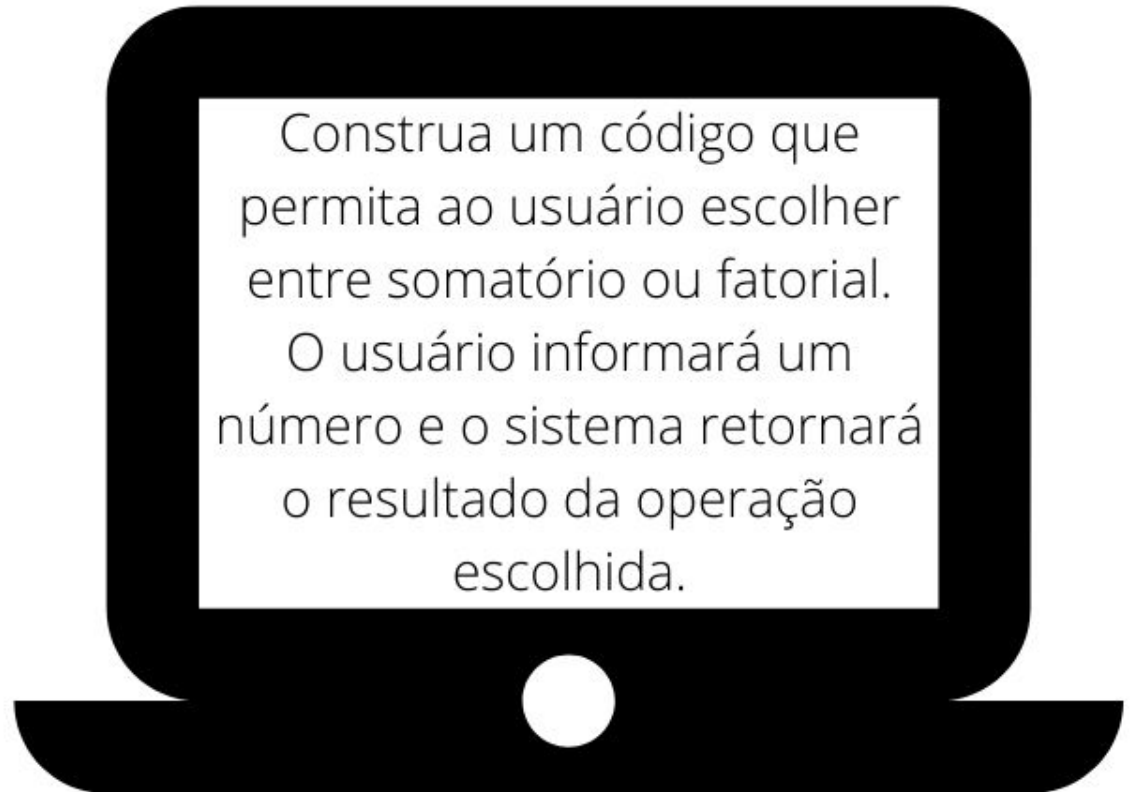 Construa um código que
permita ao usuário escolher
entre somatório ou fatorial.
O usuário informará um
número e o sistema retornará
o resultado da operação
escolhida.